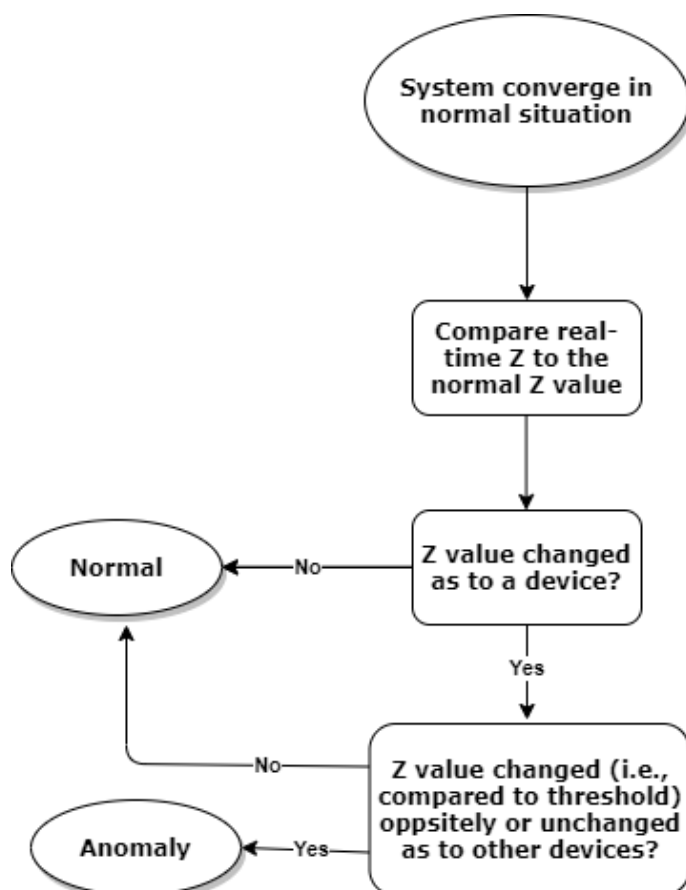 System converge in
normal situation
Compare real-
time Z to the
normal Z value
Z value changed
as to a device?
No
Normal
Yes
Z value changed (i.e.,
compared to threshold)
oppsitely or unchanged
as to other devices?
No
Yes
Anomaly